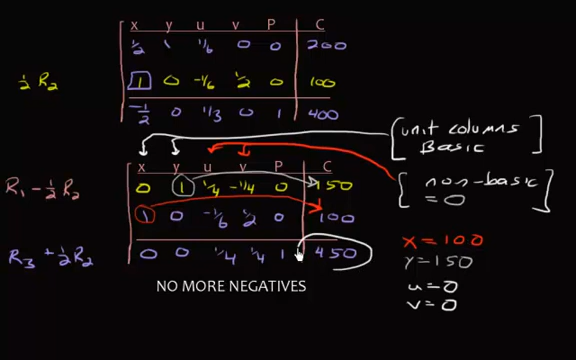 x y u v P C
1/2 1 1/6 0 0 200
1/2 R2 1 0 -1/6 1/2 0 100
-1/2 0 1/3 0 1 400
unit columns
Basic
x y u v P C
R1 - 1/2 R2 0 1 1/4 -1/4 0 150
non-basic
= 0
1 0 -1/6 1/2 0 100
R3 + 1/2 R2 0 0 1/4 1/4 1 450
x = 100
y = 150
u = 0
v = 0
NO MORE NEGATIVES